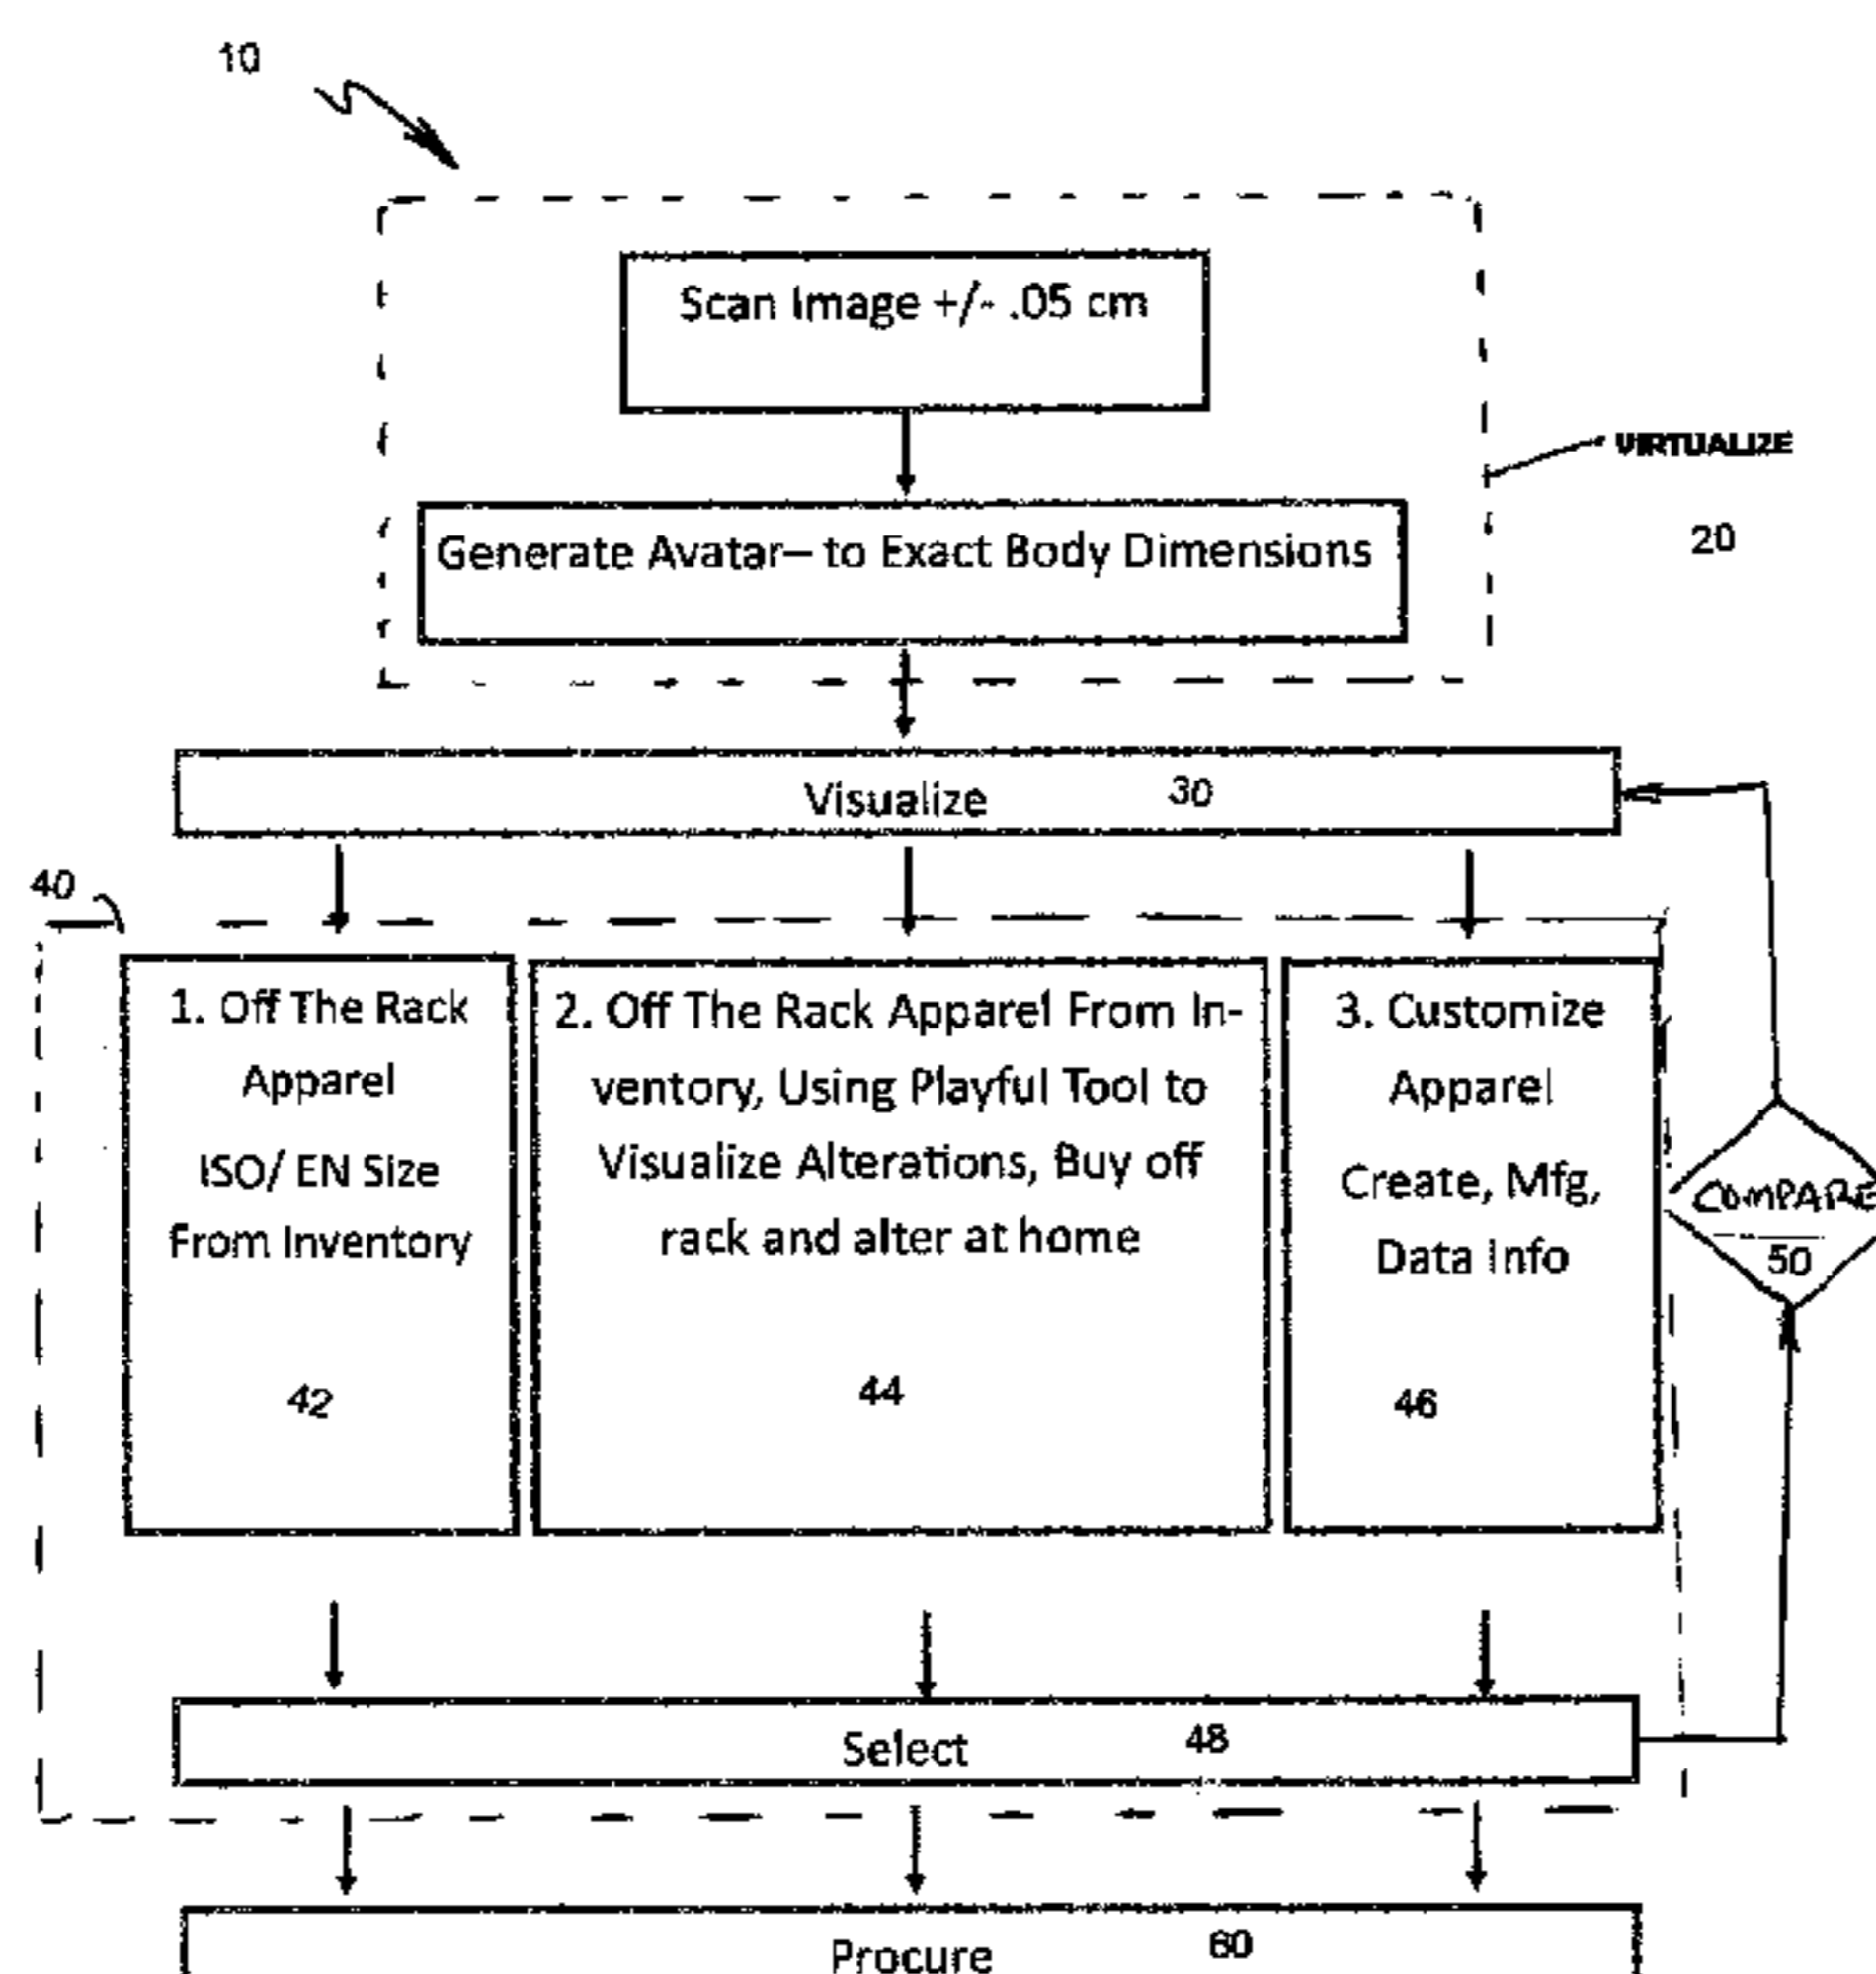 10
Scan Image +/- .05 cm
VIRTUALIZE
Generate Avatar– to Exact Body Dimensions
20
Visualize 30
40
1. Off The Rack
Apparel
ISO/ EN Size
From Inventory
42
2. Off The Rack Apparel From In-
ventory, Using Playful Tool to
Visualize Alterations, Buy off
rack and alter at home
44
3. Customize
Apparel
Create, Mfg,
Data Info
46
COMPARE
50
Select 48
Procure 60